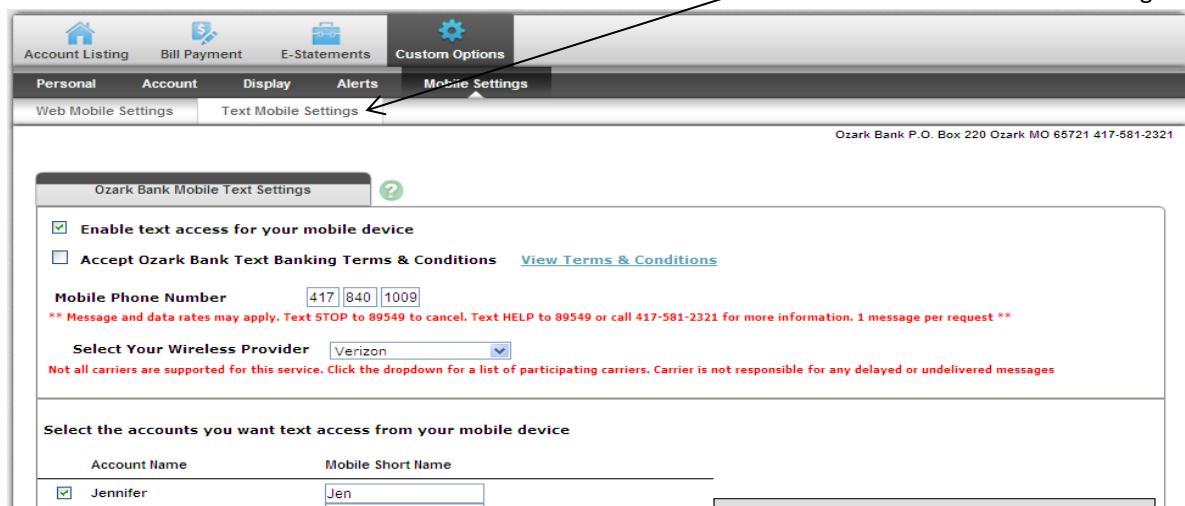 Account Listing Bill Payment E-Statements Custom Options
Personal Account Display Alerts Mobile Settings
Web Mobile Settings Text Mobile Settings
Ozark Bank P.O. Box 220 Ozark MO 65721 417-581-2321
Ozark Bank Mobile Text Settings ?
Enable text access for your mobile device
Accept Ozark Bank Text Banking Terms & Conditions View Terms & Conditions
Mobile Phone Number 417 840 1009
** Message and data rates may apply. Text STOP to 89549 to cancel. Text HELP to 89549 or call 417-581-2321 for more information. 1 message per request **
Select Your Wireless Provider Verizon
Not all carriers are supported for this service. Click the dropdown for a list of participating carriers. Carrier is not responsible for any delayed or undelivered messages
Select the accounts you want text access from your mobile device
Account Name Mobile Short Name
Jennifer Jen